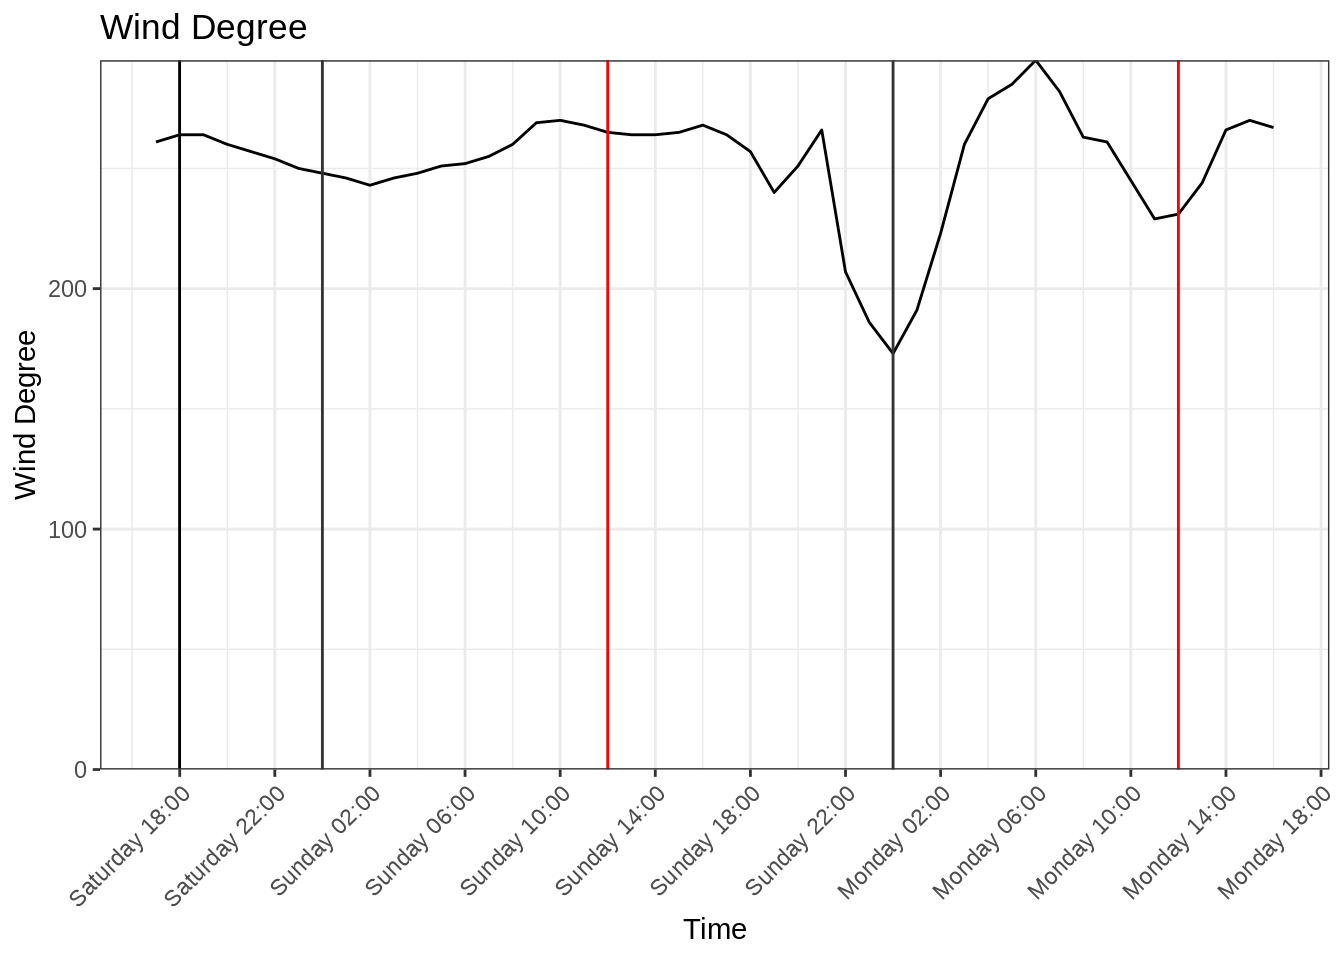 Wind Degree
Wind Degree
200
100
0
Saturday 18:00
Saturday 22:00
Sunday 02:00
Sunday 06:00
Sunday 10:00
Sunday 14:00
Sunday 18:00
Sunday 22:00
Monday 02:00
Monday 06:00
Monday 10:00
Monday 14:00
Monday 18:00
Time